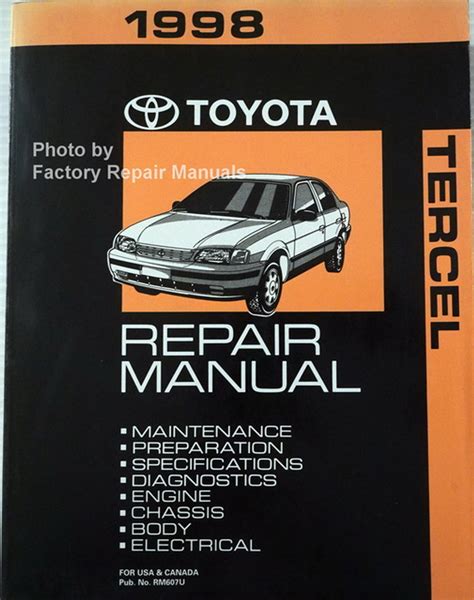 1998
TOYOTA
Photo by
Factory Repair Manuals
TERCEL
REPAIR
MANUAL
▪ MAINTENANCE
▪ PREPARATION
▪ SPECIFICATIONS
▪ DIAGNOSTICS
▪ ENGINE
▪ CHASSIS
▪ BODY
▪ ELECTRICAL
FOR USA & CANADA
Pub. No. RM607U